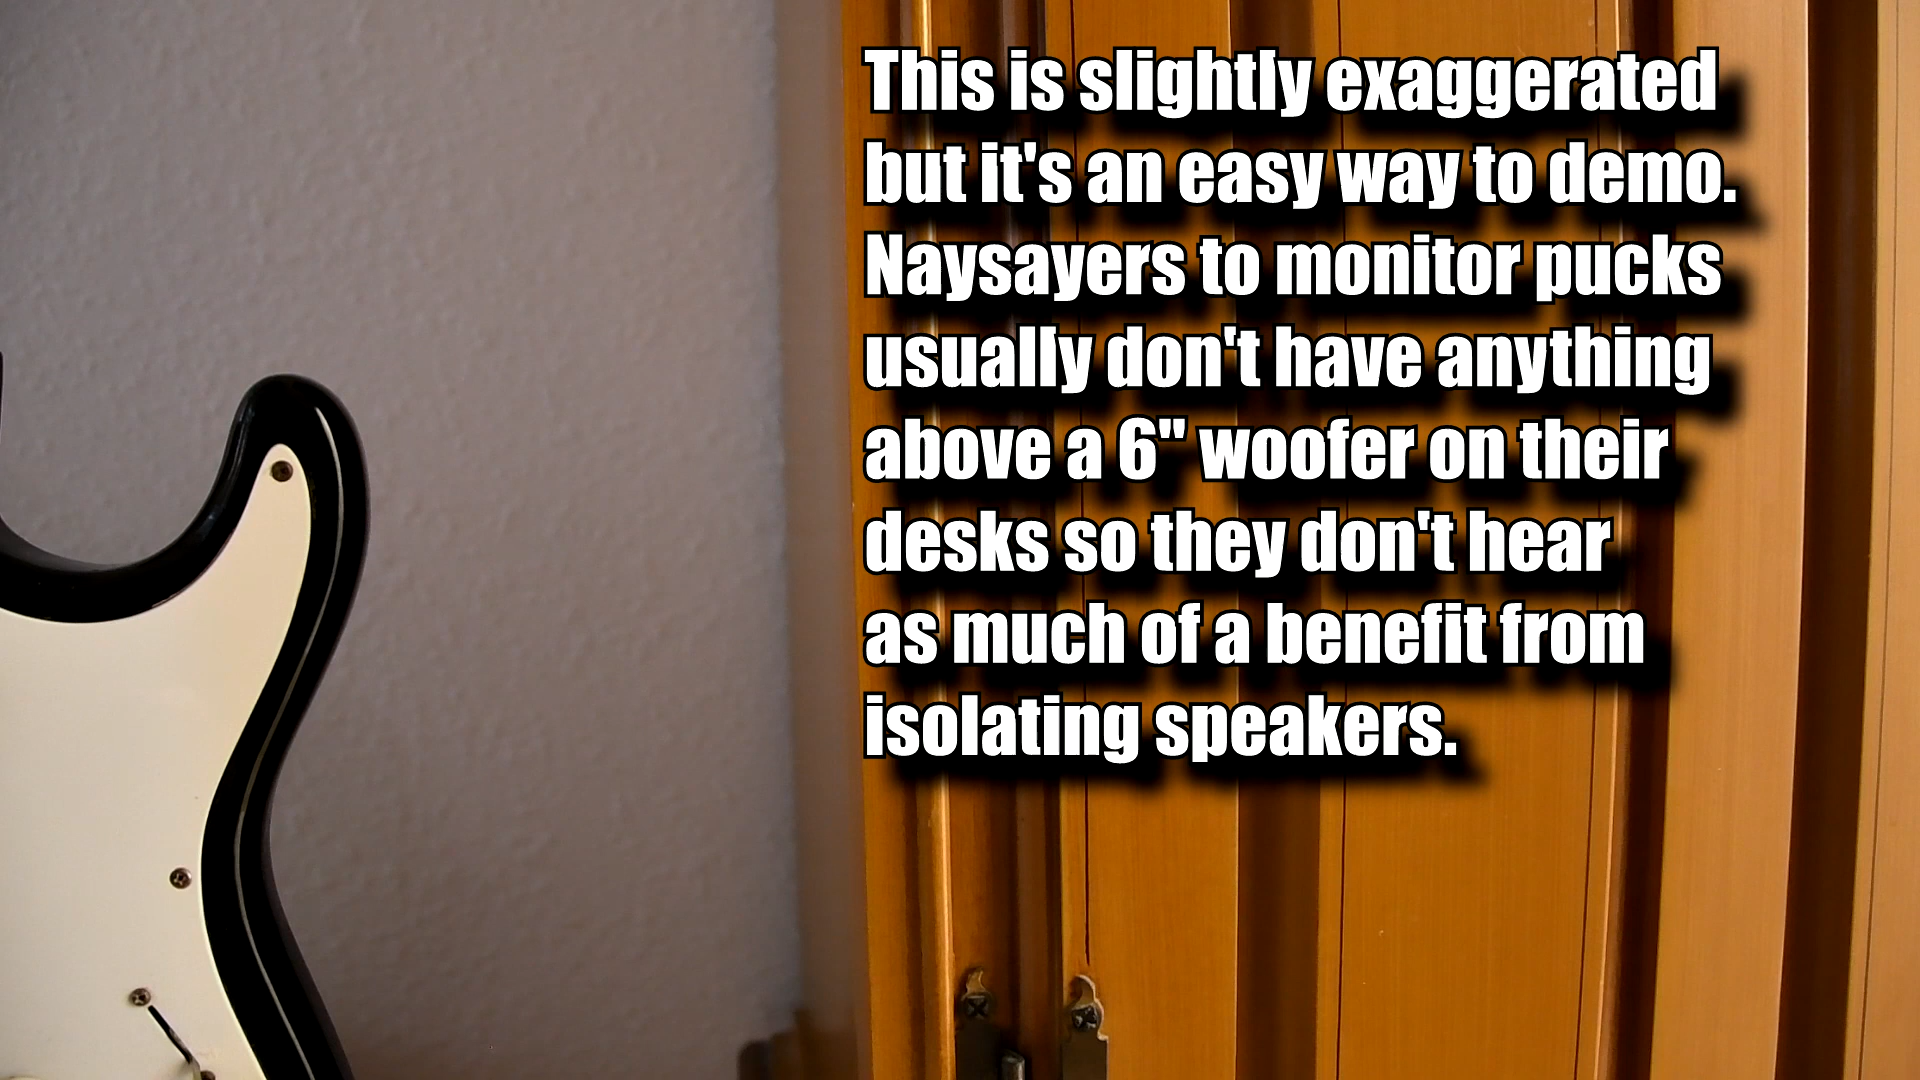 This is slightly exaggerated
but it's an easy way to demo.
Naysayers to monitor pucks
usually don't have anything
above a 6" woofer on their
desks so they don't hear
as much of a benefit from
isolating speakers.